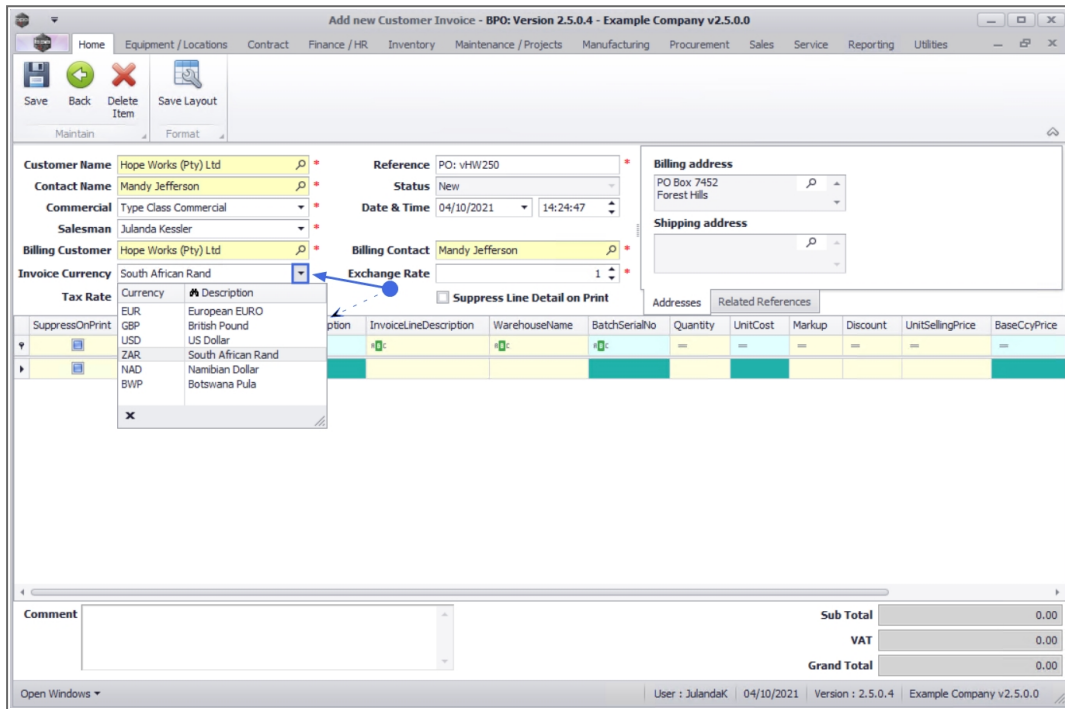 Add new Customer Invoice - BPO: Version 2.5.0.4 - Example Company v2.5.0.0
Home Equipment / Locations Contract Finance / HR Inventory Maintenance / Projects Manufacturing Procurement Sales Service Reporting Utilities
Save Back Delete Item Save Layout
Maintain Format
Customer Name Hope Works (Pty) Ltd * Reference PO: vHW250 * Billing address
Contact Name Mandy Jefferson * Status New PO Box 7452
Forest Hills
Commercial Type Class Commercial * Date & Time 04/10/2021 14:24:47
Salesman Julanda Kessler * Shipping address
Billing Customer Hope Works (Pty) Ltd * Billing Contact Mandy Jefferson *
Invoice Currency South African Rand Exchange Rate 1 *
Tax Rate Currency Description Suppress Line Detail on Print Addresses Related References
EUR European EURO
GBP British Pound
USD US Dollar
ZAR South African Rand
NAD Namibian Dollar
BWP Botswana Pula
SuppressOnPrint ption InvoiceLineDescription WarehouseName BatchSerialNo Quantity UnitCost Markup Discount UnitSellingPrice BaseCcyPrice
= = = = = =
Comment Sub Total 0.00
VAT 0.00
Grand Total 0.00
Open Windows User : JulandaK 04/10/2021 Version : 2.5.0.4 Example Company v2.5.0.0